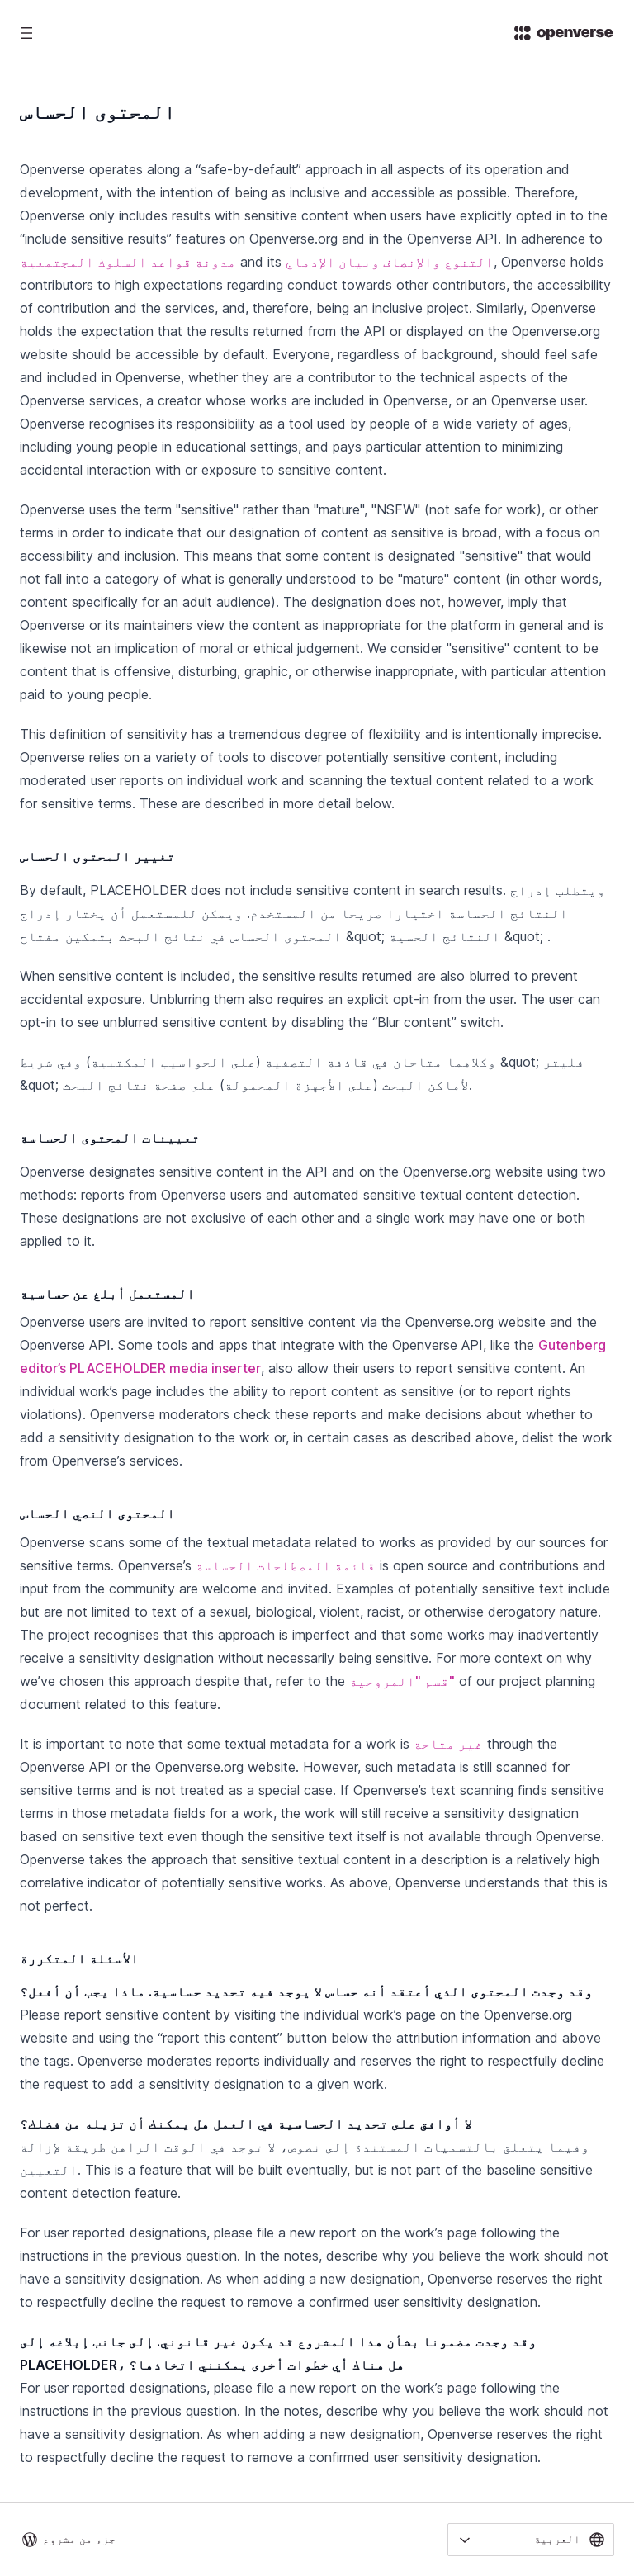 openverse
المحتوى الحساس
Openverse operates along a “safe-by-default” approach in all aspects of its operation and
development, with the intention of being as inclusive and accessible as possible. Therefore,
Openverse only includes results with sensitive content when users have explicitly opted in to the
“include sensitive results” features on Openverse.org and in the Openverse API. In adherence to
مدونة قواعد السلوك المجتمعية and its التنوع والإنصاف وبيان الإدماج, Openverse holds
contributors to high expectations regarding conduct towards other contributors, the accessibility
of contribution and the services, and, therefore, being an inclusive project. Similarly, Openverse
holds the expectation that the results returned from the API or displayed on the Openverse.org
website should be accessible by default. Everyone, regardless of background, should feel safe
and included in Openverse, whether they are a contributor to the technical aspects of the
Openverse services, a creator whose works are included in Openverse, or an Openverse user.
Openverse recognises its responsibility as a tool used by people of a wide variety of ages,
including young people in educational settings, and pays particular attention to minimizing
accidental interaction with or exposure to sensitive content.
Openverse uses the term "sensitive" rather than "mature", "NSFW" (not safe for work), or other
terms in order to indicate that our designation of content as sensitive is broad, with a focus on
accessibility and inclusion. This means that some content is designated "sensitive" that would
not fall into a category of what is generally understood to be "mature" content (in other words,
content specifically for an adult audience). The designation does not, however, imply that
Openverse or its maintainers view the content as inappropriate for the platform in general and is
likewise not an implication of moral or ethical judgement. We consider "sensitive" content to be
content that is offensive, disturbing, graphic, or otherwise inappropriate, with particular attention
paid to young people.
This definition of sensitivity has a tremendous degree of flexibility and is intentionally imprecise.
Openverse relies on a variety of tools to discover potentially sensitive content, including
moderated user reports on individual work and scanning the textual content related to a work
for sensitive terms. These are described in more detail below.
تغيير المحتوى الحساس
By default, PLACEHOLDER does not include sensitive content in search results. ويتطلب إدراج
النتائج الحساسة اختيارا صريحا من المستخدم. ويمكن للمستعمل أن يختار إدراج
المحتوى الحساس في نتائج البحث بتمكين مفتاح &quot; النتائج الحسية &quot; .
When sensitive content is included, the sensitive results returned are also blurred to prevent
accidental exposure. Unblurring them also requires an explicit opt-in from the user. The user can
opt-in to see unblurred sensitive content by disabling the “Blur content” switch.
وكلاهما متاحان في قاذفة التصفية (على الحواسيب المكتبية) وفي شريط &quot; فليتر
&quot; لأماكن البحث (على الأجهزة المحمولة) على صفحة نتائج البحث.
تعيينات المحتوى الحساسة
Openverse designates sensitive content in the API and on the Openverse.org website using two
methods: reports from Openverse users and automated sensitive textual content detection.
These designations are not exclusive of each other and a single work may have one or both
applied to it.
المستعمل أبلغ عن حساسية
Openverse users are invited to report sensitive content via the Openverse.org website and the
Openverse API. Some tools and apps that integrate with the Openverse API, like the Gutenberg
editor’s PLACEHOLDER media inserter, also allow their users to report sensitive content. An
individual work’s page includes the ability to report content as sensitive (or to report rights
violations). Openverse moderators check these reports and make decisions about whether to
add a sensitivity designation to the work or, in certain cases as described above, delist the work
from Openverse’s services.
المحتوى النصي الحساس
Openverse scans some of the textual metadata related to works as provided by our sources for
sensitive terms. Openverse’s قائمة المصطلحات الحساسة is open source and contributions and
input from the community are welcome and invited. Examples of potentially sensitive text include
but are not limited to text of a sexual, biological, violent, racist, or otherwise derogatory nature.
The project recognises that this approach is imperfect and that some works may inadvertently
receive a sensitivity designation without necessarily being sensitive. For more context on why
we’ve chosen this approach despite that, refer to the قسم "المروحية" of our project planning
document related to this feature.
It is important to note that some textual metadata for a work is غير متاحة through the
Openverse API or the Openverse.org website. However, such metadata is still scanned for
sensitive terms and is not treated as a special case. If Openverse’s text scanning finds sensitive
terms in those metadata fields for a work, the work will still receive a sensitivity designation
based on sensitive text even though the sensitive text itself is not available through Openverse.
Openverse takes the approach that sensitive textual content in a description is a relatively high
correlative indicator of potentially sensitive works. As above, Openverse understands that this is
not perfect.
الأسئلة المتكررة
وقد وجدت المحتوى الذي أعتقد أنه حساس لا يوجد فيه تحديد حساسية. ماذا يجب أن أفعل؟
Please report sensitive content by visiting the individual work’s page on the Openverse.org
website and using the “report this content” button below the attribution information and above
the tags. Openverse moderates reports individually and reserves the right to respectfully decline
the request to add a sensitivity designation to a given work.
لا أوافق على تحديد الحساسية في العمل هل يمكنك أن تزيله من فضلك؟
وفيما يتعلق بالتسميات المستندة إلى نصوص، لا توجد في الوقت الراهن طريقة لإزالة
التعيين. This is a feature that will be built eventually, but is not part of the baseline sensitive
content detection feature.
For user reported designations, please file a new report on the work’s page following the
instructions in the previous question. In the notes, describe why you believe the work should not
have a sensitivity designation. As when adding a new designation, Openverse reserves the right
to respectfully decline the request to remove a confirmed user sensitivity designation.
وقد وجدت مضمونا بشأن هذا المشروع قد يكون غير قانوني. إلى جانب إبلاغه إلى
PLACEHOLDER، هل هناك أي خطوات أخرى يمكنني اتخاذها؟
For user reported designations, please file a new report on the work’s page following the
instructions in the previous question. In the notes, describe why you believe the work should not
have a sensitivity designation. As when adding a new designation, Openverse reserves the right
to respectfully decline the request to remove a confirmed user sensitivity designation.
جزء من مشروع
العربية